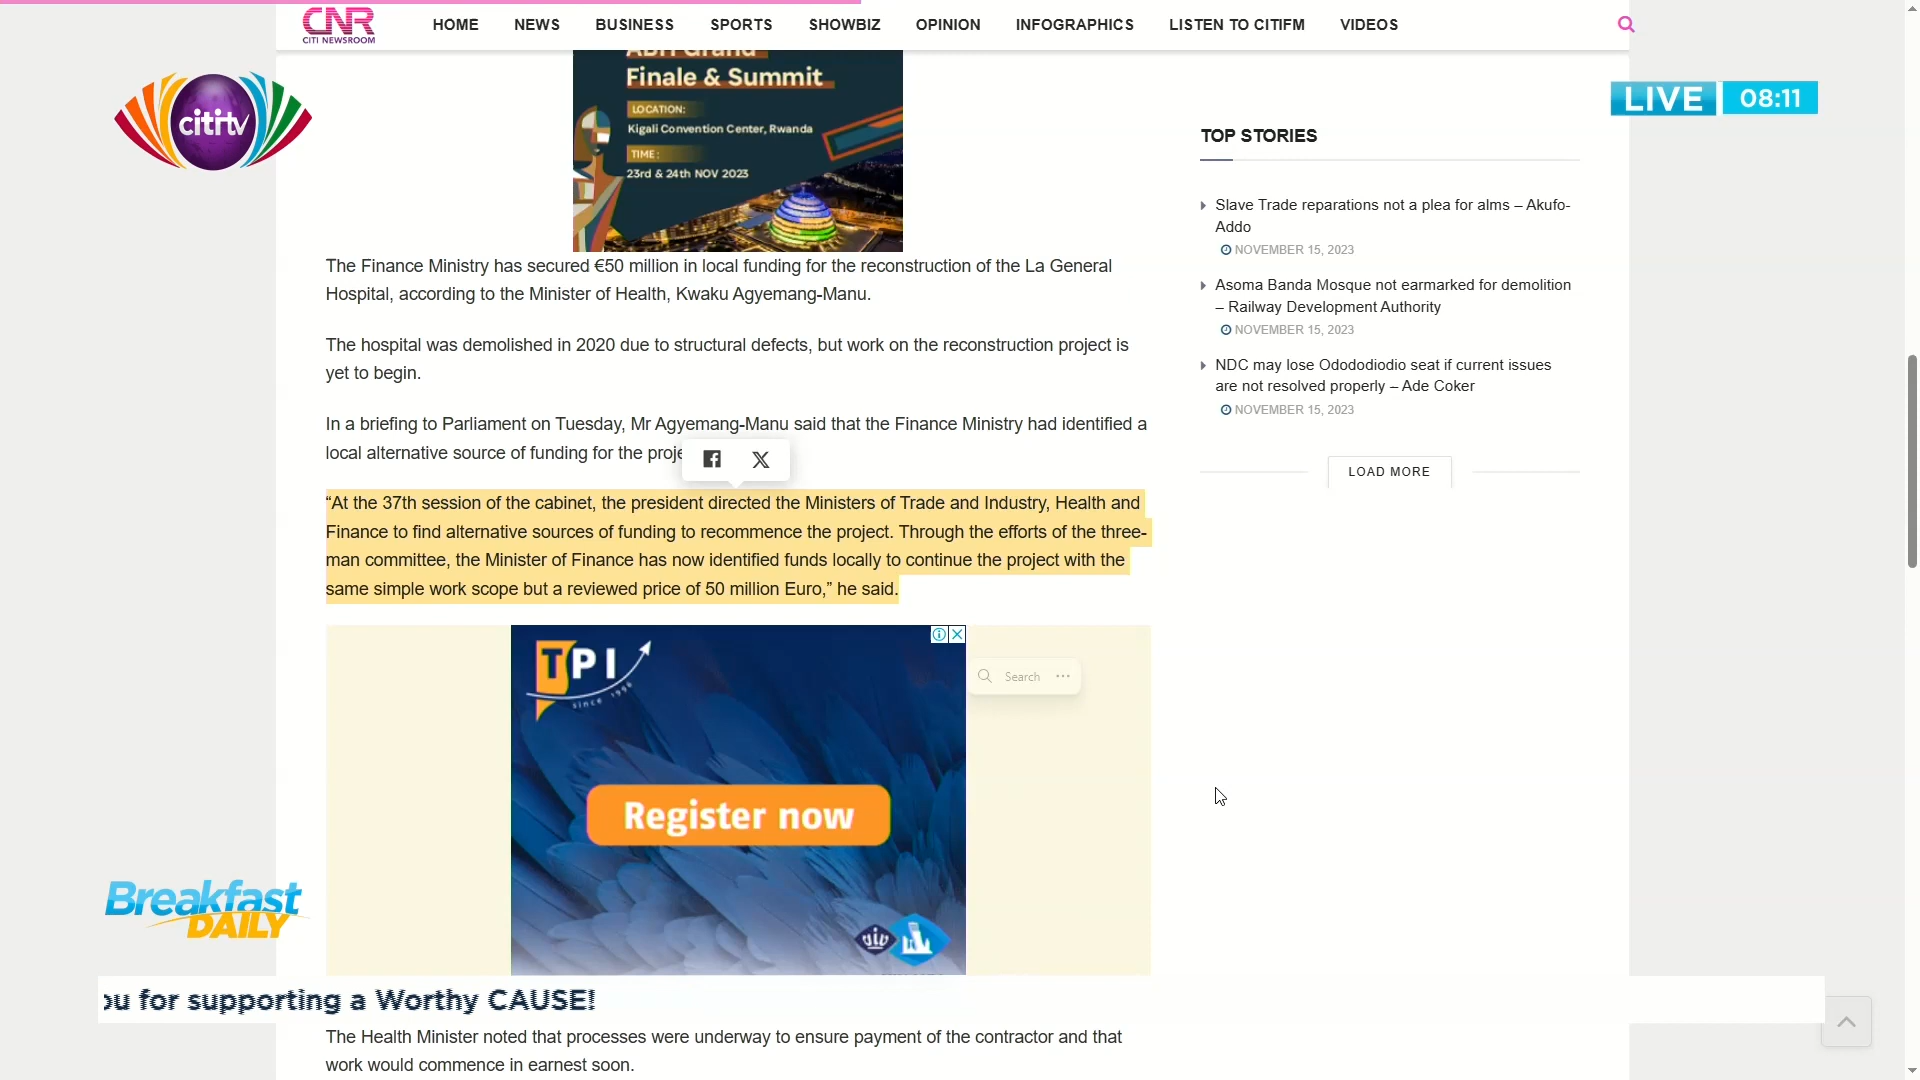 CNR
CITI NEWSROOM
HOME NEWS BUSINESS SPORTS SHOWBIZ OPINION INFOGRAPHICS LISTEN TO CITIFM VIDEOS
cititv
LIVE 08:11
Finale & Summit
LOCATION:
Kigali Convention Center, Rwanda
TIME:
23rd & 24th NOV 2023
The Finance Ministry has secured €50 million in local funding for the reconstruction of the La General
Hospital, according to the Minister of Health, Kwaku Agyemang-Manu.
The hospital was demolished in 2020 due to structural defects, but work on the reconstruction project is
yet to begin.
In a briefing to Parliament on Tuesday, Mr Agyemang-Manu said that the Finance Ministry had identified a
local alternative source of funding for the proje
“At the 37th session of the cabinet, the president directed the Ministers of Trade and Industry, Health and
Finance to find alternative sources of funding to recommence the project. Through the efforts of the three-
man committee, the Minister of Finance has now identified funds locally to continue the project with the
same simple work scope but a reviewed price of 50 million Euro,” he said.
TPI
since 1996
Search ···
Register now
TOP STORIES
Slave Trade reparations not a plea for alms – Akufo-
Addo
NOVEMBER 15, 2023
Asoma Banda Mosque not earmarked for demolition
– Railway Development Authority
NOVEMBER 15, 2023
NDC may lose Odododiodio seat if current issues
are not resolved properly – Ade Coker
NOVEMBER 15, 2023
LOAD MORE
Breakfast
DAILY
ou for supporting a Worthy CAUSE!
The Health Minister noted that processes were underway to ensure payment of the contractor and that
work would commence in earnest soon.